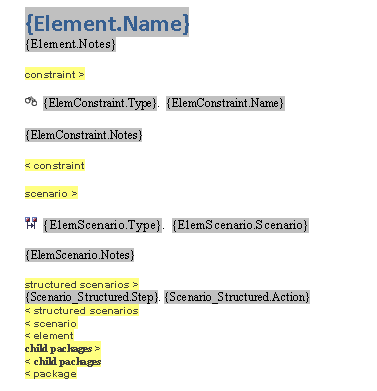 {Element.Name}
{Element.Notes}
constraint >
{ElemConstraint.Type}. {ElemConstraint.Name}
{ElemConstraint.Notes}
< constraint
scenario >
{ElemScenario.Type}. {ElemScenario.Scenario}
{ElemScenario.Notes}
structured scenarios >
{Scenario_Structured.Step}. {Scenario_Structured.Action}
< structured scenarios
< scenario
< element
child packages >
< child packages
< package